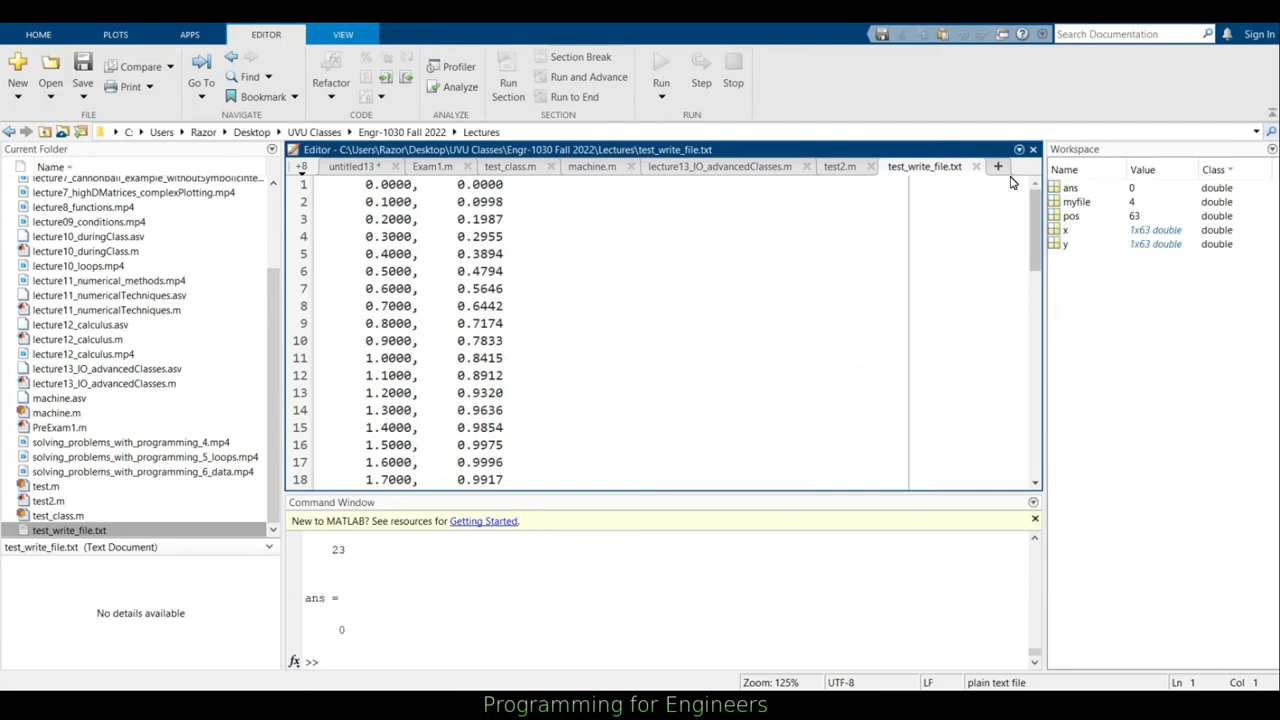 HOME PLOTS APPS EDITOR VIEW Search Documentation Sign In
New Open Save Compare Print Go To Find Bookmark Refactor Profiler Analyze Run Section Section Break Run and Advance Run to End Run Step Stop
FILE NAVIGATE CODE ANALYZE SECTION RUN
C: Users Razor Desktop UVU Classes Engr-1030 Fall 2022 Lectures
Current Folder
Name
lecture7_cannonball_example_withoutSymbolicInte...
lecture7_highDMatrices_complexPlotting.mp4
lecture8_functions.mp4
lecture09_conditions.mp4
lecture10_duringClass.asv
lecture10_duringClass.m
lecture10_loops.mp4
lecture11_numerical_methods.mp4
lecture11_numericalTechniques.asv
lecture11_numericalTechniques.m
lecture12_calculus.asv
lecture12_calculus.m
lecture12_calculus.mp4
lecture13_IO_advancedClasses.asv
lecture13_IO_advancedClasses.m
machine.asv
machine.m
PreExam1.m
solving_problems_with_programming_4.mp4
solving_problems_with_programming_5_loops.mp4
solving_problems_with_programming_6_data.mp4
test.m
test2.m
test_class.m
test_write_file.txt
test_write_file.txt (Text Document)
No details available
Editor - C:\Users\Razor\Desktop\UVU Classes\Engr-1030 Fall 2022\Lectures\test_write_file.txt
+8 untitled13 * Exam1.m test_class.m machine.m lecture13_IO_advancedClasses.m test2.m test_write_file.txt
1 0.0000, 0.0000
2 0.1000, 0.0998
3 0.2000, 0.1987
4 0.3000, 0.2955
5 0.4000, 0.3894
6 0.5000, 0.4794
7 0.6000, 0.5646
8 0.7000, 0.6442
9 0.8000, 0.7174
10 0.9000, 0.7833
11 1.0000, 0.8415
12 1.1000, 0.8912
13 1.2000, 0.9320
14 1.3000, 0.9636
15 1.4000, 0.9854
16 1.5000, 0.9975
17 1.6000, 0.9996
18 1.7000, 0.9917
Command Window
New to MATLAB? See resources for Getting Started.
23
ans =
0
fx >>
Workspace
Name Value Class
ans 0 double
myfile 4 double
pos 63 double
x 1x63 double double
y 1x63 double double
Zoom: 125% UTF-8 LF plain text file Ln 1 Col 1
Programming for Engineers